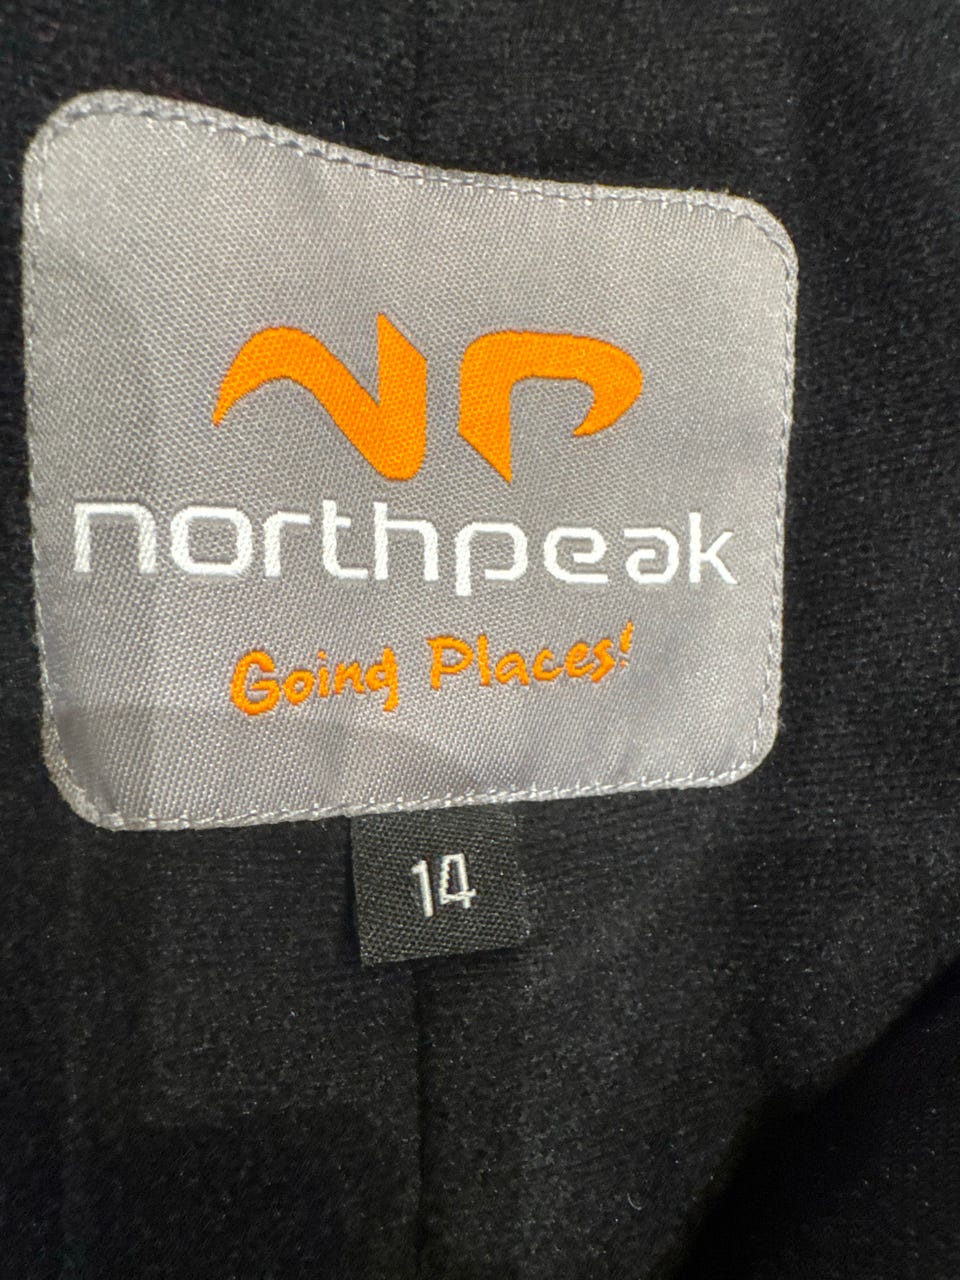 NP
northpeak
Going Places!
14